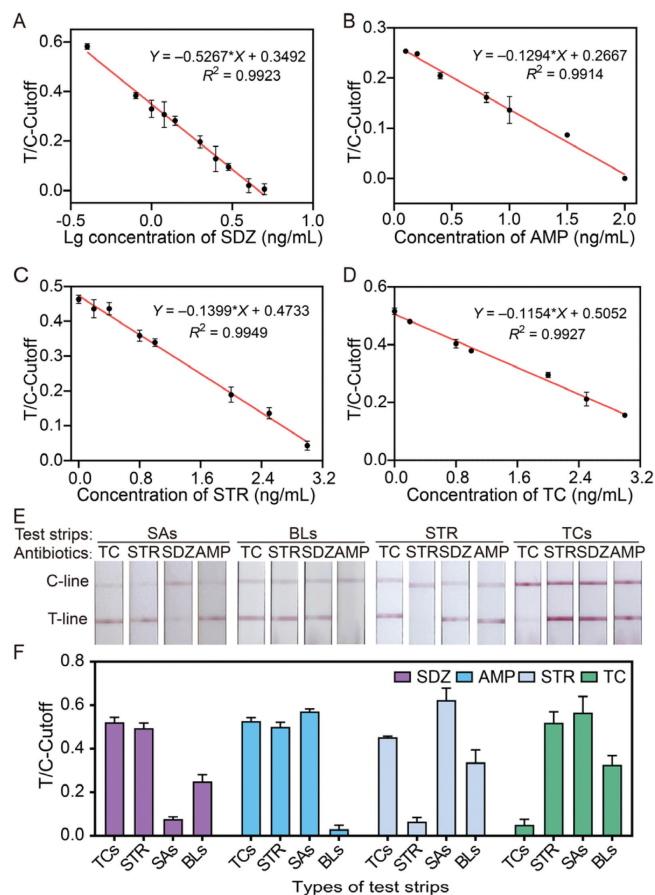 A
Y = –0.5267*X + 0.3492
R² = 0.9923
T/C-Cutoff
0.6
0.4
0.2
0.0
-0.5 0.0 0.5 1.0
Lg concentration of SDZ (ng/mL)
B
Y = –0.1294*X + 0.2667
R² = 0.9914
T/C-Cutoff
0.3
0.2
0.1
0.0
0.0 0.4 0.8 1.2 1.6 2.0
Concentration of AMP (ng/mL)
C
Y = –0.1399*X + 0.4733
R² = 0.9949
T/C-Cutoff
0.6
0.4
0.2
0.0
0.0 0.8 1.6 2.4 3.2
Concentration of STR (ng/mL)
D
Y = –0.1154*X + 0.5052
R² = 0.9927
T/C-Cutoff
0.6
0.4
0.2
0.0
0.0 0.8 1.6 2.4 3.2
Concentration of TC (ng/mL)
E
Test strips: SAs BLs STR TCs
Antibiotics: TC STR SDZ AMP TC STR SDZ AMP TC STR SDZ AMP TC STR SDZ AMP
C-line
T-line
F
SDZ AMP STR TC
T/C-Cutoff
0.8
0.6
0.4
0.2
0.0
TCs STR SAs BLs TCs STR SAs BLs TCs STR SAs BLs TCs STR SAs BLs
Types of test strips